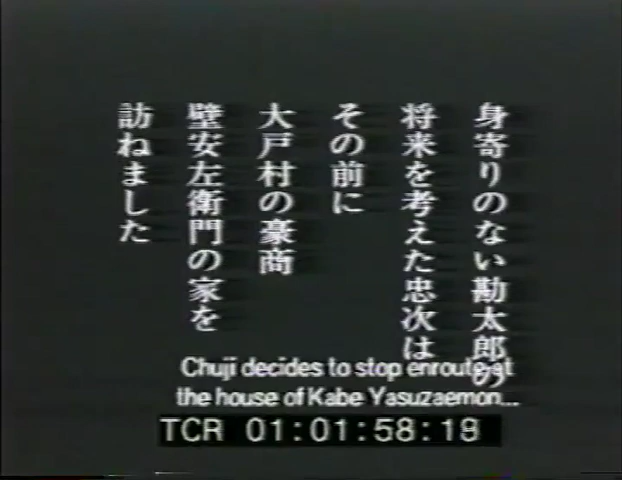 身寄りのない勘太郎の
将来を考えた忠次は
その前に
大戸村の豪商
壁安左衛門の家を
訪ねました
Chuji decides to stop enroute at
the house of Kabe Yasuzaemon...
TCR 01:01:58:19